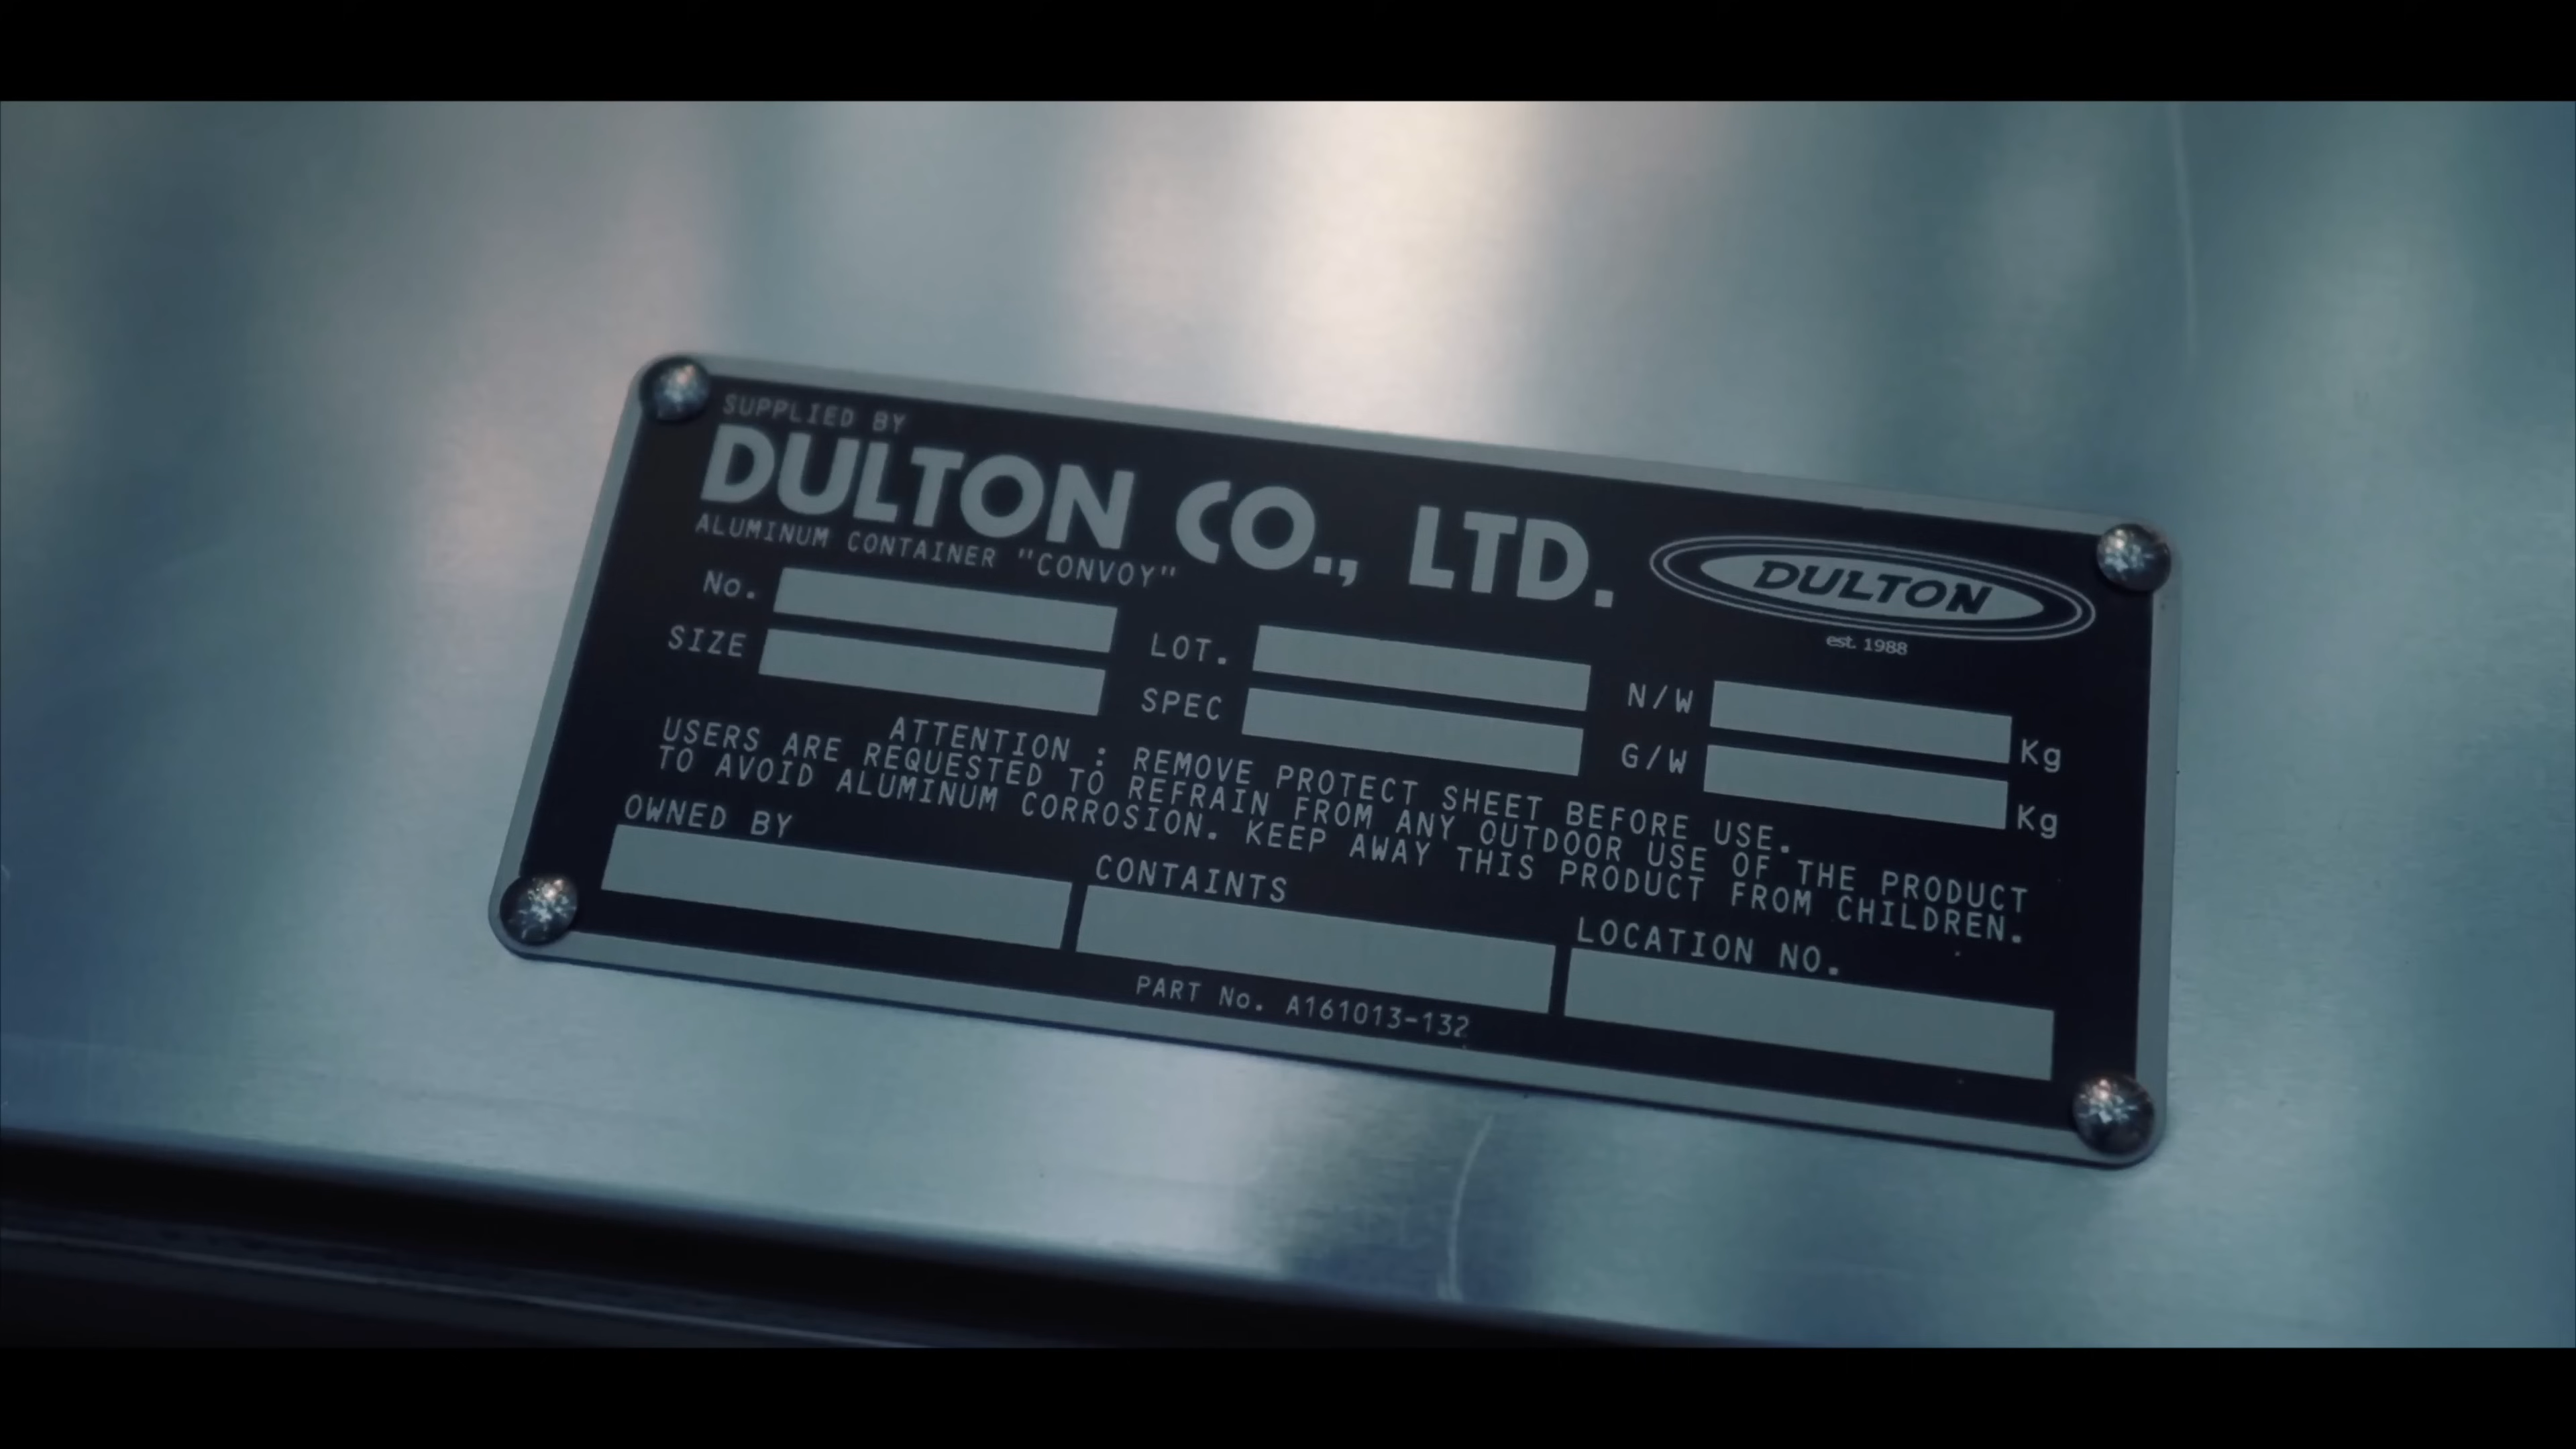 SUPPLIED BY
DULTON CO., LTD.
ALUMINUM CONTAINER "CONVOY"
DULTON
est. 1988
No.
LOT.
N/W
Kg
SIZE
SPEC
G/W
Kg
ATTENTION : REMOVE PROTECT SHEET BEFORE USE.
USERS ARE REQUESTED TO REFRAIN FROM ANY OUTDOOR USE OF THE PRODUCT
TO AVOID ALUMINUM CORROSION. KEEP AWAY THIS PRODUCT FROM CHILDREN.
OWNED BY
CONTAINTS
LOCATION NO.
PART No. A161013-132